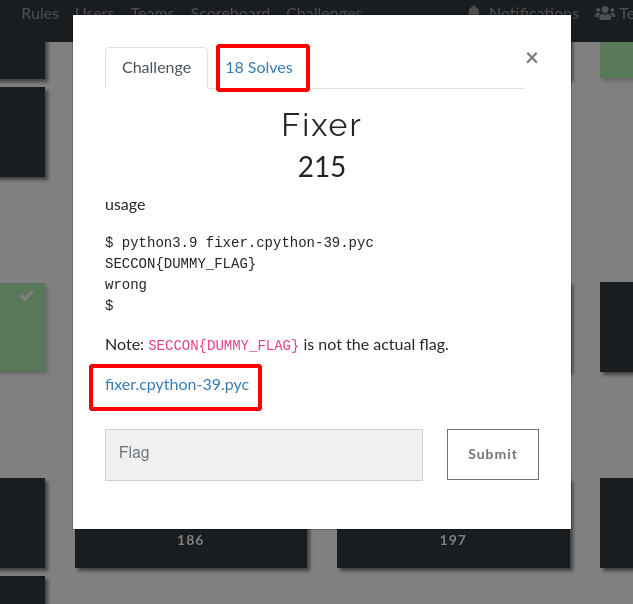 Rules Users Teams Scoreboard Challenges Notifications Te
Challenge 18 Solves ×
Fixer
215
usage
$ python3.9 fixer.cpython-39.pyc
SECCON{DUMMY_FLAG}
wrong
$
Note: SECCON{DUMMY_FLAG} is not the actual flag.
fixer.cpython-39.pyc
Flag Submit
186 197